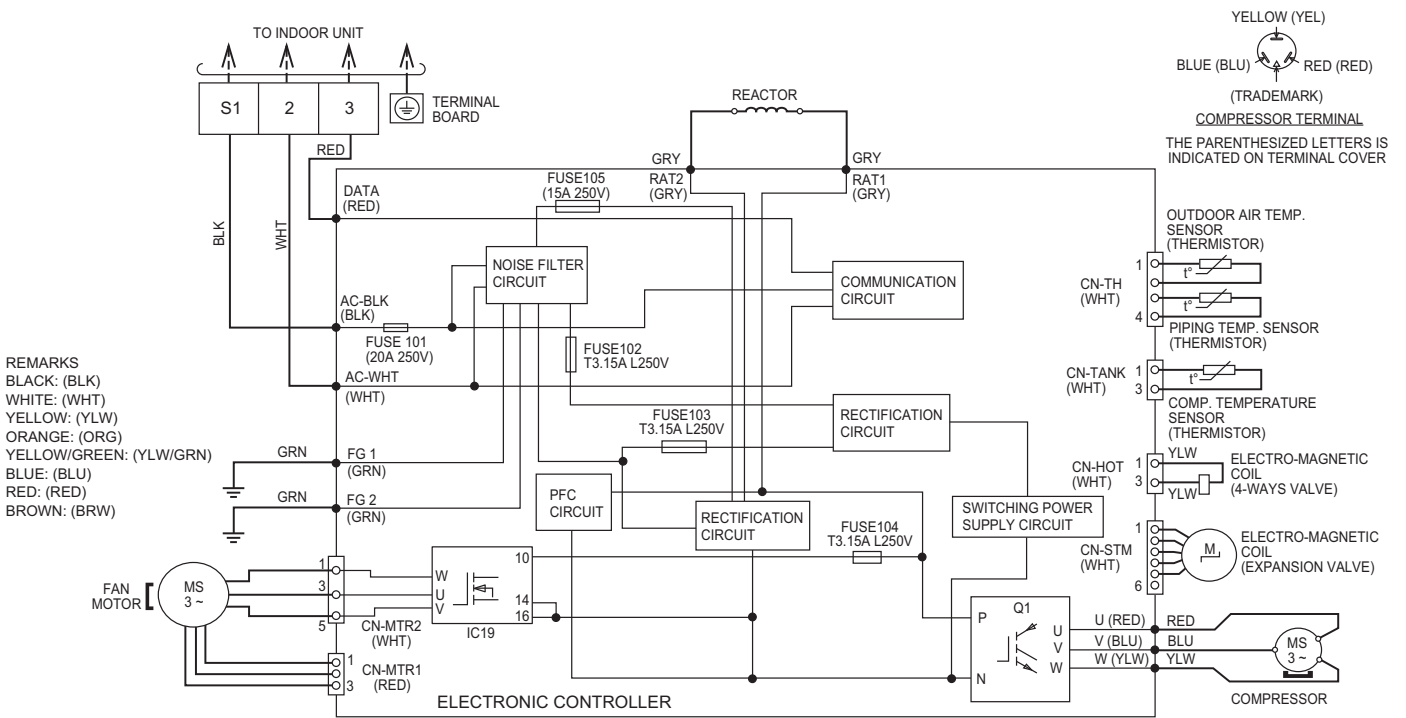 TO INDOOR UNIT
S1
2
3
TERMINAL
BOARD
RED
BLK
WHT
REACTOR
GRY
GRY
RAT2
(GRY)
RAT1
(GRY)
YELLOW (YEL)
BLUE (BLU)
RED (RED)
(TRADEMARK)
COMPRESSOR TERMINAL
THE PARENTHESIZED LETTERS IS
INDICATED ON TERMINAL COVER
DATA
(RED)
FUSE105
(15A 250V)
NOISE FILTER
CIRCUIT
COMMUNICATION
CIRCUIT
AC-BLK
(BLK)
FUSE 101
(20A 250V)
FUSE102
T3.15A L250V
AC-WHT
(WHT)
FUSE103
T3.15A L250V
RECTIFICATION
CIRCUIT
REMARKS
BLACK: (BLK)
WHITE: (WHT)
YELLOW: (YLW)
ORANGE: (ORG)
YELLOW/GREEN: (YLW/GRN)
BLUE: (BLU)
RED: (RED)
BROWN: (BRW)
GRN
FG 1
(GRN)
GRN
FG 2
(GRN)
PFC
CIRCUIT
RECTIFICATION
CIRCUIT
SWITCHING POWER
SUPPLY CIRCUIT
FUSE104
T3.15A L250V
OUTDOOR AIR TEMP.
SENSOR
(THERMISTOR)
CN-TH
(WHT)
1
4
t°
t°
PIPING TEMP. SENSOR
(THERMISTOR)
CN-TANK
(WHT)
1
3
t°
COMP. TEMPERATURE
SENSOR
(THERMISTOR)
CN-HOT
(WHT)
1
3
YLW
YLW
ELECTRO-MAGNETIC
COIL
(4-WAYS VALVE)
CN-STM
(WHT)
1
6
M
ELECTRO-MAGNETIC
COIL
(EXPANSION VALVE)
FAN
MOTOR
MS
3 ~
1
3
5
CN-MTR2
(WHT)
1
3
CN-MTR1
(RED)
W
U
V
10
14
16
IC19
Q1
P
N
U
V
W
U (RED)
V (BLU)
W (YLW)
RED
BLU
YLW
MS
3 ~
COMPRESSOR
ELECTRONIC CONTROLLER